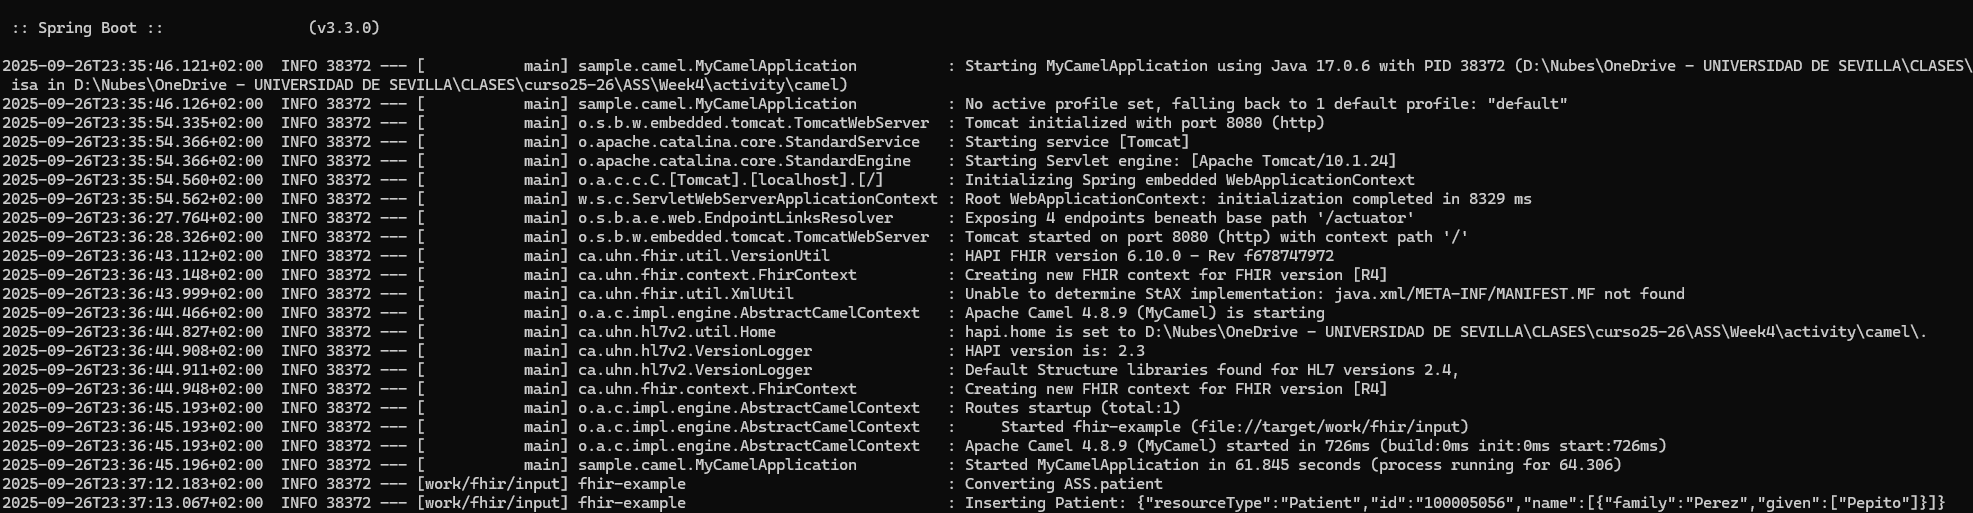 :: Spring Boot ::                (v3.3.0)
2025-09-26T23:35:46.121+02:00  INFO 38372 --- [           main] sample.camel.MyCamelApplication          : Starting MyCamelApplication using Java 17.0.6 with PID 38372 (D:\Nubes\OneDrive - UNIVERSIDAD DE SEVILLA\CLASES\
isa in D:\Nubes\OneDrive - UNIVERSIDAD DE SEVILLA\CLASES\curso25-26\ASS\Week4\activity\camel)
2025-09-26T23:35:46.126+02:00  INFO 38372 --- [           main] sample.camel.MyCamelApplication          : No active profile set, falling back to 1 default profile: "default"
2025-09-26T23:35:54.335+02:00  INFO 38372 --- [           main] o.s.b.w.embedded.tomcat.TomcatWebServer  : Tomcat initialized with port 8080 (http)
2025-09-26T23:35:54.366+02:00  INFO 38372 --- [           main] o.apache.catalina.core.StandardService   : Starting service [Tomcat]
2025-09-26T23:35:54.366+02:00  INFO 38372 --- [           main] o.apache.catalina.core.StandardEngine    : Starting Servlet engine: [Apache Tomcat/10.1.24]
2025-09-26T23:35:54.560+02:00  INFO 38372 --- [           main] o.a.c.c.C.[Tomcat].[localhost].[/]       : Initializing Spring embedded WebApplicationContext
2025-09-26T23:35:54.562+02:00  INFO 38372 --- [           main] w.s.c.ServletWebServerApplicationContext : Root WebApplicationContext: initialization completed in 8329 ms
2025-09-26T23:36:27.764+02:00  INFO 38372 --- [           main] o.s.b.a.e.web.EndpointLinksResolver      : Exposing 4 endpoints beneath base path '/actuator'
2025-09-26T23:36:28.326+02:00  INFO 38372 --- [           main] o.s.b.w.embedded.tomcat.TomcatWebServer  : Tomcat started on port 8080 (http) with context path '/'
2025-09-26T23:36:43.112+02:00  INFO 38372 --- [           main] ca.uhn.fhir.util.VersionUtil             : HAPI FHIR version 6.10.0 - Rev f678747972
2025-09-26T23:36:43.148+02:00  INFO 38372 --- [           main] ca.uhn.fhir.context.FhirContext          : Creating new FHIR context for FHIR version [R4]
2025-09-26T23:36:43.999+02:00  INFO 38372 --- [           main] ca.uhn.fhir.util.XmlUtil                 : Unable to determine StAX implementation: java.xml/META-INF/MANIFEST.MF not found
2025-09-26T23:36:44.466+02:00  INFO 38372 --- [           main] o.a.c.impl.engine.AbstractCamelContext   : Apache Camel 4.8.9 (MyCamel) is starting
2025-09-26T23:36:44.827+02:00  INFO 38372 --- [           main] ca.uhn.hl7v2.util.Home                   : hapi.home is set to D:\Nubes\OneDrive - UNIVERSIDAD DE SEVILLA\CLASES\curso25-26\ASS\Week4\activity\camel\.
2025-09-26T23:36:44.908+02:00  INFO 38372 --- [           main] ca.uhn.hl7v2.VersionLogger               : HAPI version is: 2.3
2025-09-26T23:36:44.911+02:00  INFO 38372 --- [           main] ca.uhn.hl7v2.VersionLogger               : Default Structure libraries found for HL7 versions 2.4,
2025-09-26T23:36:44.948+02:00  INFO 38372 --- [           main] ca.uhn.fhir.context.FhirContext          : Creating new FHIR context for FHIR version [R4]
2025-09-26T23:36:45.193+02:00  INFO 38372 --- [           main] o.a.c.impl.engine.AbstractCamelContext   : Routes startup (total:1)
2025-09-26T23:36:45.193+02:00  INFO 38372 --- [           main] o.a.c.impl.engine.AbstractCamelContext   :     Started fhir-example (file://target/work/fhir/input)
2025-09-26T23:36:45.193+02:00  INFO 38372 --- [           main] o.a.c.impl.engine.AbstractCamelContext   : Apache Camel 4.8.9 (MyCamel) started in 726ms (build:0ms init:0ms start:726ms)
2025-09-26T23:36:45.196+02:00  INFO 38372 --- [           main] sample.camel.MyCamelApplication          : Started MyCamelApplication in 61.845 seconds (process running for 64.306)
2025-09-26T23:37:12.183+02:00  INFO 38372 --- [work/fhir/input] fhir-example                             : Converting ASS.patient
2025-09-26T23:37:13.067+02:00  INFO 38372 --- [work/fhir/input] fhir-example                             : Inserting Patient: {"resourceType":"Patient","id":"100005056","name":[{"family":"Perez","given":["Pepito"]}]}